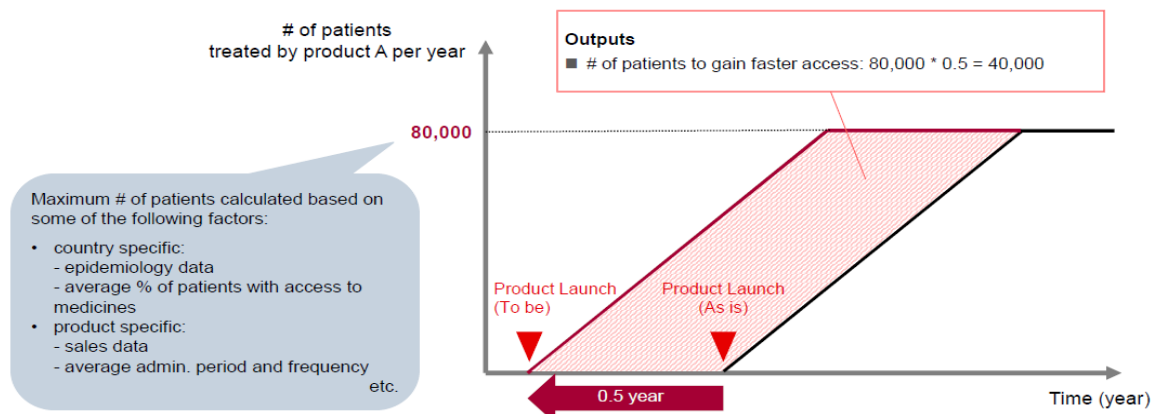 # of patients
treated by product A per year
Outputs
■ # of patients to gain faster access: 80,000 * 0.5 = 40,000
80,000
Maximum # of patients calculated based on
some of the following factors:
• country specific:
- epidemiology data
- average % of patients with access to
medicines
• product specific:
- sales data
- average admin. period and frequency
etc.
Product Launch
(To be)
Product Launch
(As is)
0.5 year
Time (year)